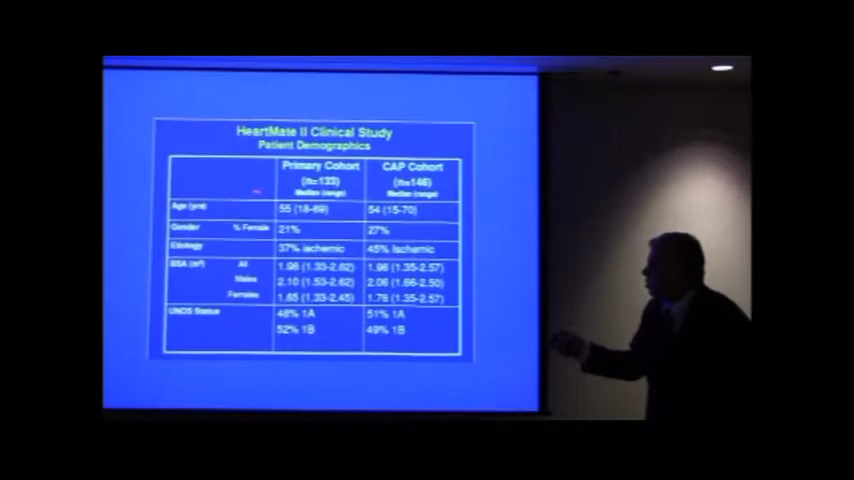 HeartMate II Clinical Study
Patient Demographics
Primary Cohort CAP Cohort
(n=133) (n=146)
Median (range) Median (range)
Age (yrs) 55 (18-69) 54 (15-70)
Gender % Female 21% 27%
Etiology 37% Ischemic 45% Ischemic
BSA (m²) All 1.98 (1.33-2.62) 1.98 (1.35-2.57)
Males 2.10 (1.53-2.62) 2.06 (1.66-2.50)
Females 1.65 (1.33-2.45) 1.78 (1.35-2.57)
UNOS Status 48% 1A 51% 1A
52% 1B 49% 1B